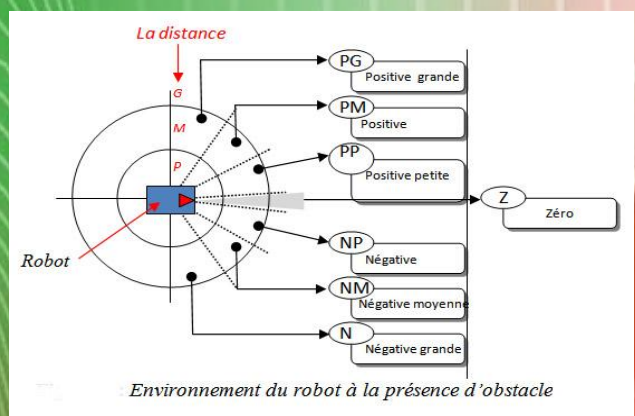 La distance
G
M
P
Robot
PG
Positive grande
PM
Positive
PP
Positive petite
Z
Zéro
NP
Négative
NM
Négative moyenne
N
Négative grande
: Environnement du robot à la présence d'obstacle